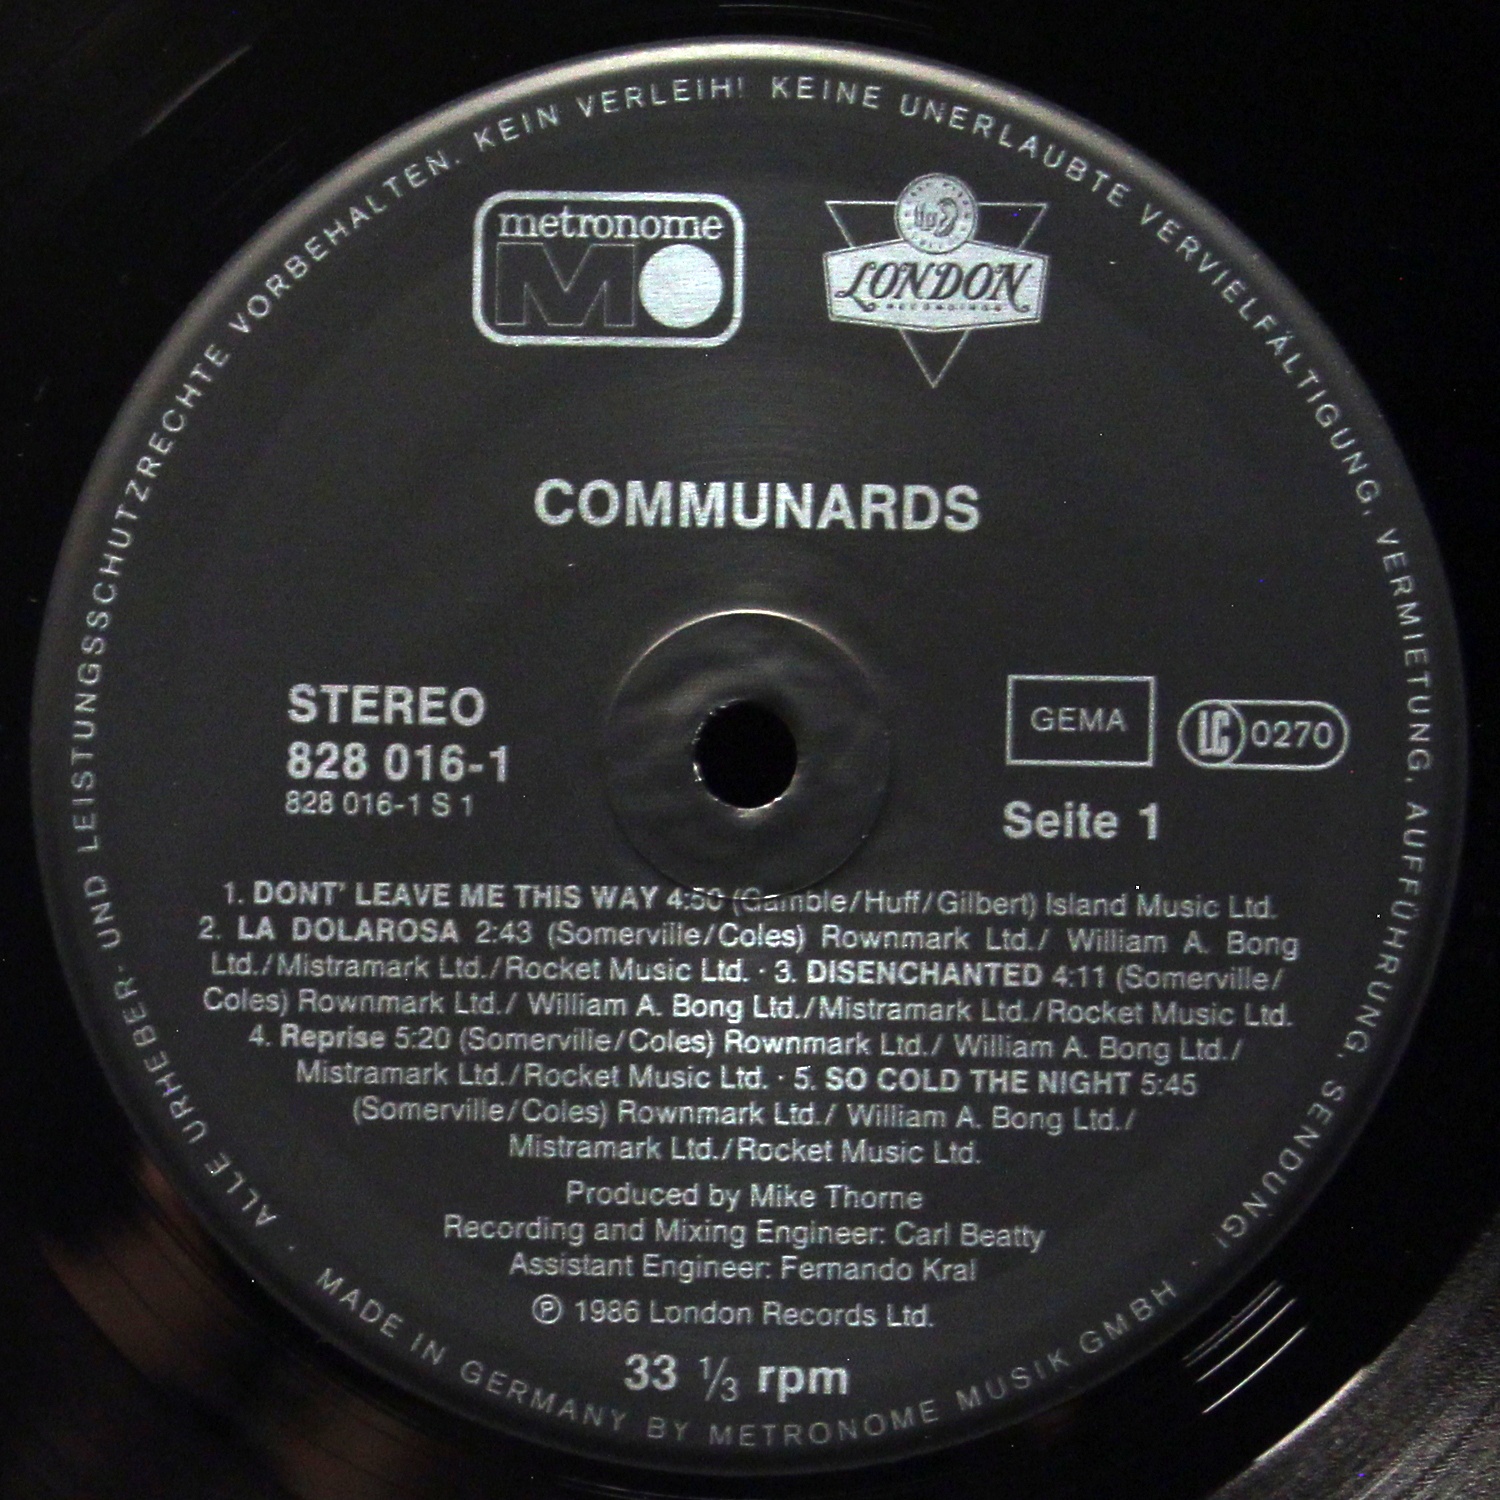 ALLE URHEBER- UND LEISTUNGSSCHUTZRECHTE VORBEHALTEN. KEIN VERLEIH! KEINE UNERLAUBTE VERVIELFÄLTIGUNG, VERMIETUNG, AUFFÜHRUNG, SENDUNG!
metronome
MO
LONDON
RECORDINGS
COMMUNARDS
STEREO
828 016-1
828 016-1 S 1
GEMA
LC 0270
Seite 1
1. DONT' LEAVE ME THIS WAY 4:50 (Gamble/Huff/Gilbert) Island Music Ltd.
2. LA DOLAROSA 2:43 (Somerville/Coles) Rownmark Ltd./ William A. Bong
Ltd./Mistramark Ltd./Rocket Music Ltd. · 3. DISENCHANTED 4:11 (Somerville/
Coles) Rownmark Ltd./ William A. Bong Ltd./Mistramark Ltd./Rocket Music Ltd.
4. Reprise 5:20 (Somerville/Coles) Rownmark Ltd./ William A. Bong Ltd./
Mistramark Ltd./Rocket Music Ltd. · 5. SO COLD THE NIGHT 5:45
(Somerville/Coles) Rownmark Ltd./ William A. Bong Ltd./
Mistramark Ltd./Rocket Music Ltd.
Produced by Mike Thorne
Recording and Mixing Engineer: Carl Beatty
Assistant Engineer: Fernando Kral
℗ 1986 London Records Ltd.
33 1/3 rpm
MADE IN GERMANY BY METRONOME MUSIK GMBH